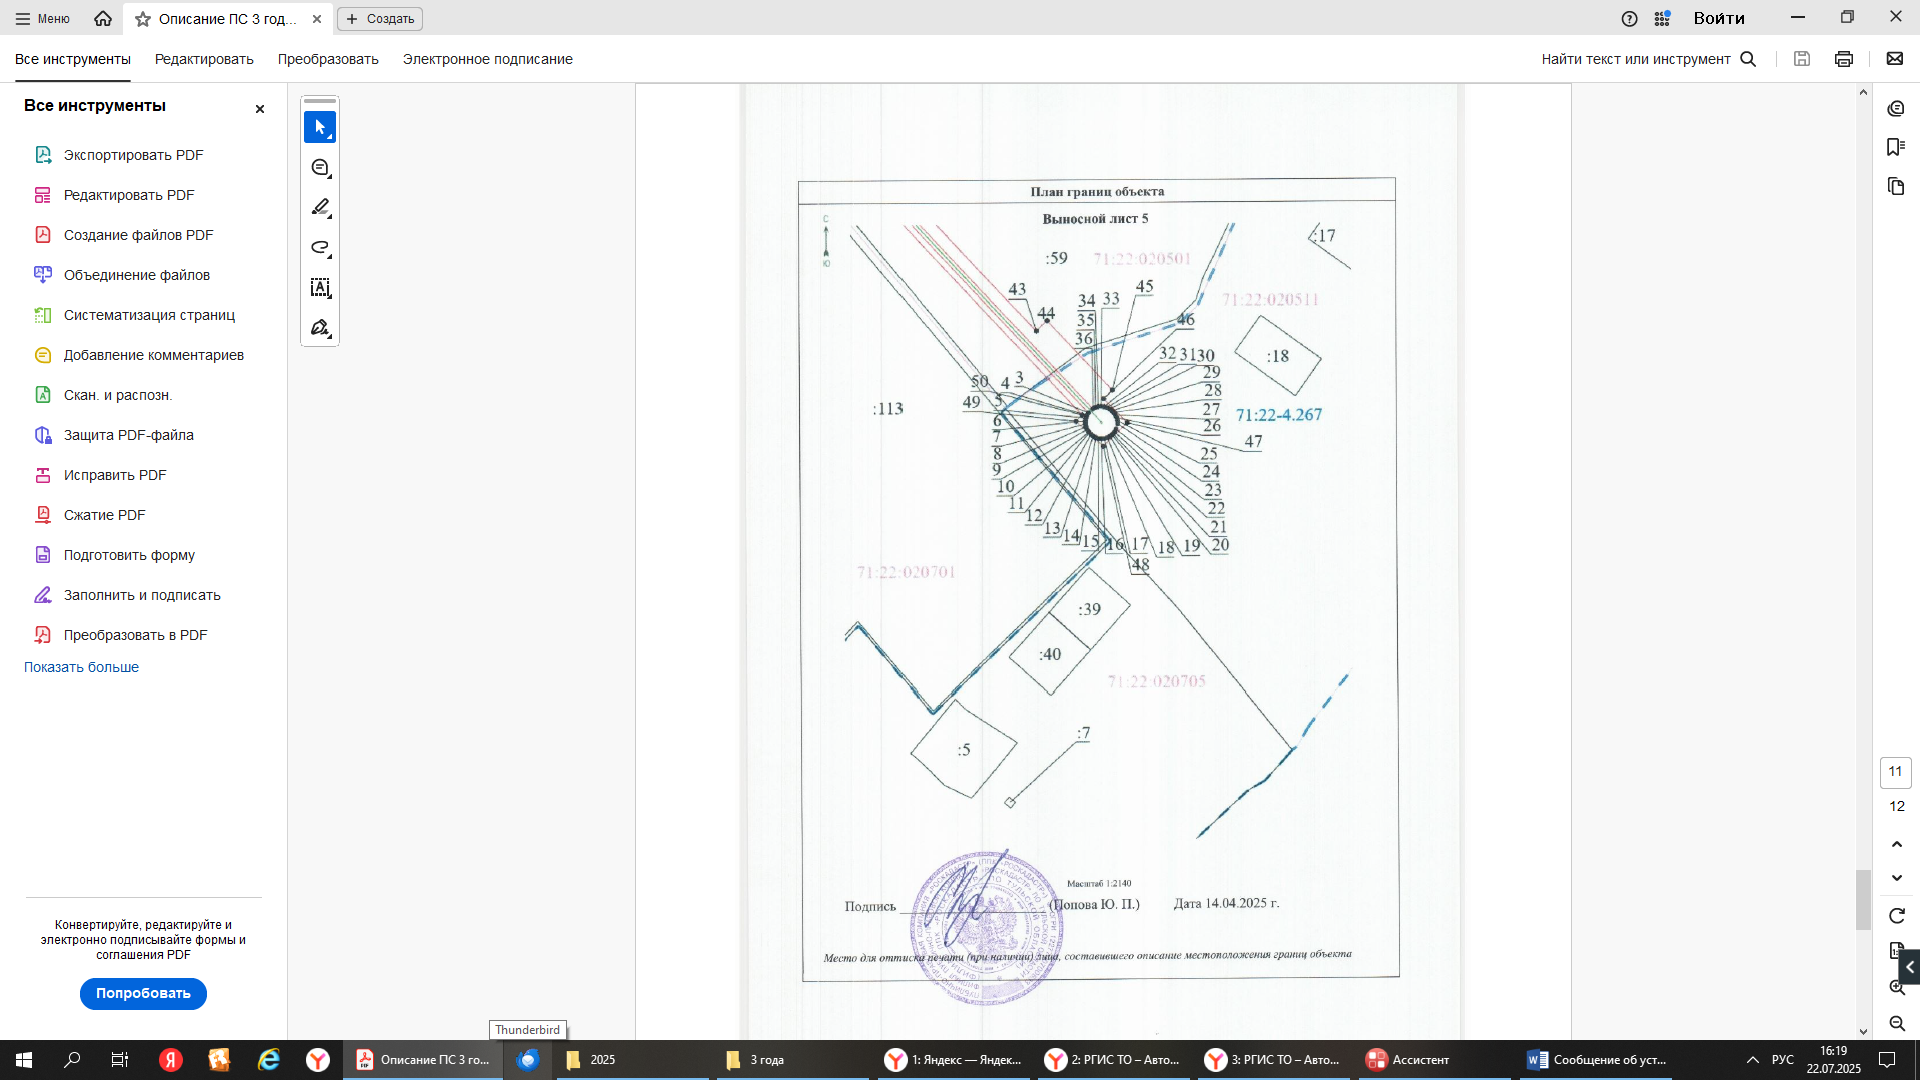 Меню
Описание ПС 3 год...
Создать
Войти
Все инструменты
Редактировать
Преобразовать
Электронное подписание
Найти текст или инструмент
Все инструменты
Экспортировать PDF
Редактировать PDF
Создание файлов PDF
Объединение файлов
Систематизация страниц
Добавление комментариев
Скан. и распозн.
Защита PDF-файла
Исправить PDF
Сжатие PDF
Подготовить форму
Заполнить и подписать
Преобразовать в PDF
Показать больше
Конвертируйте, редактируйте и
электронно подписывайте формы и
соглашения PDF
Попробовать
План границ объекта
Выносной лист 5
С
Ю
:17
:59
71:22:020501
71:22:020511
43
44
34
33
45
35
46
36
32
31
30
:18
29
50
4
3
28
49
5
27
71:22-4.267
:113
6
26
7
47
8
25
9
24
10
23
11
22
12
21
13
14
15
16
17
18
19
20
48
71:22:020701
:39
:40
71:22:020705
:7
:5
Масштаб 1:2140
Подпись
(Попова Ю. П.)
Дата 14.04.2025 г.
Место для оттиска печати (при наличии) лица, составившего описание местоположения границ объекта
11
12
Thunderbird
Описание ПС 3 го...
2025
3 года
1: Яндекс — Яндек...
2: РГИС ТО – Авто...
3: РГИС ТО – Авто...
Ассистент
Сообщение об уст...
РУС
16:19
22.07.2025